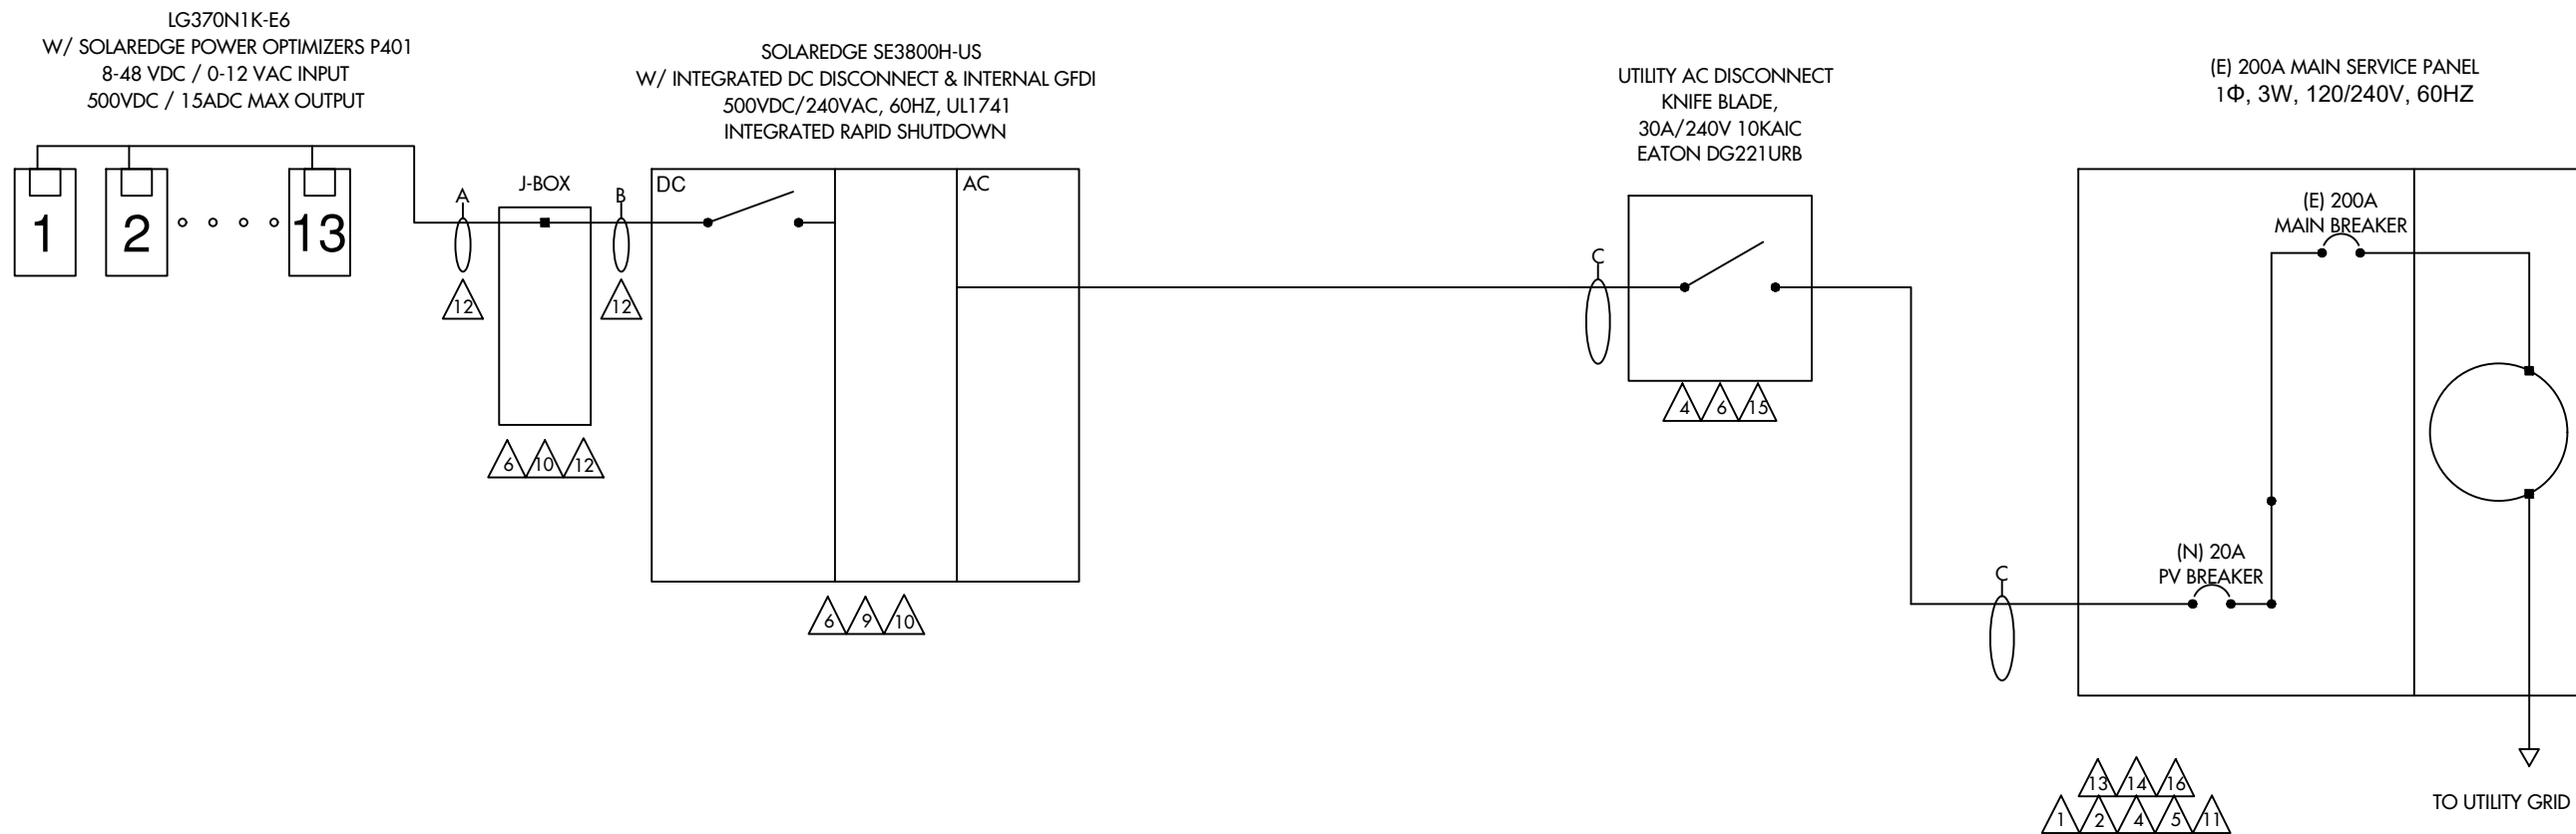 LG370N1K-E6
W/ SOLAREDGE POWER OPTIMIZERS P401
8-48 VDC / 0-12 VAC INPUT
500VDC / 15ADC MAX OUTPUT
SOLAREDGE SE3800H-US
W/ INTEGRATED DC DISCONNECT & INTERNAL GFDI
500VDC/240VAC, 60HZ, UL1741
INTEGRATED RAPID SHUTDOWN
UTILITY AC DISCONNECT
KNIFE BLADE,
30A/240V 10KAIC
EATON DG221URB
(E) 200A MAIN SERVICE PANEL
1Φ, 3W, 120/240V, 60HZ
1
2
13
A
12
J-BOX
6 10 12
B
12
DC
AC
6 9 10
C
4 6 15
(E) 200A
MAIN BREAKER
(N) 20A
PV BREAKER
C
13 14 16
1 2 4 5 11
TO UTILITY GRID